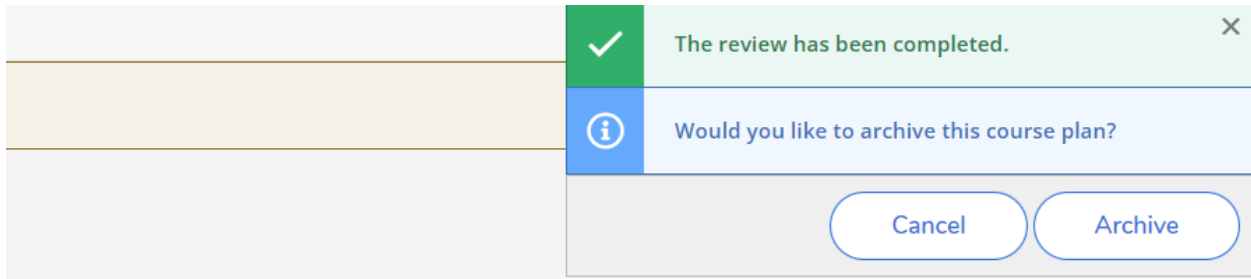 The review has been completed.
Would you like to archive this course plan?
Cancel
Archive